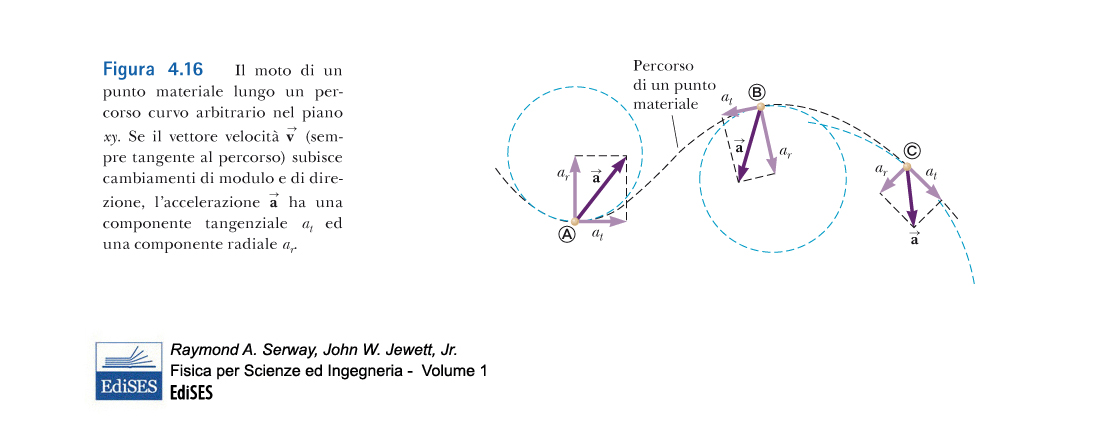 Figura 4.16 Il moto di un
punto materiale lungo un per-
corso curvo arbitrario nel piano
xy. Se il vettore velocità v⃗ (sem-
pre tangente al percorso) subisce
cambiamenti di modulo e di dire-
zione, l'accelerazione a⃗ ha una
componente tangenziale aₜ ed
una componente radiale aᵣ.
Percorso
di un punto
materiale
aᵣ
a⃗
Ⓐ
aₜ
aₜ
Ⓑ
a⃗
aᵣ
Ⓒ
aᵣ
aₜ
a⃗
EdiSES
Raymond A. Serway, John W. Jewett, Jr.
Fisica per Scienze ed Ingegneria - Volume 1
EdiSES